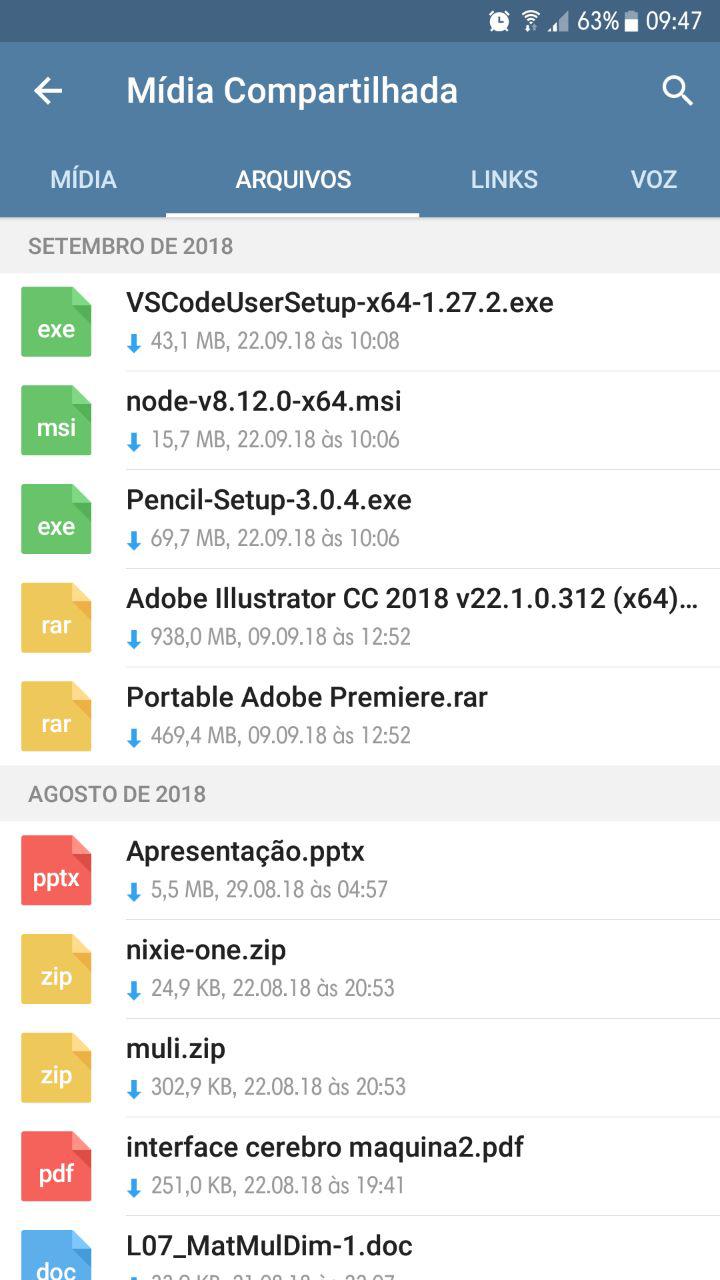 63% 09:47
Mídia Compartilhada
MÍDIA ARQUIVOS LINKS VOZ
SETEMBRO DE 2018
exe
VSCodeUserSetup-x64-1.27.2.exe
43,1 MB, 22.09.18 às 10:08
msi
node-v8.12.0-x64.msi
15,7 MB, 22.09.18 às 10:06
exe
Pencil-Setup-3.0.4.exe
69,7 MB, 22.09.18 às 10:06
rar
Adobe Illustrator CC 2018 v22.1.0.312 (x64)...
938,0 MB, 09.09.18 às 12:52
rar
Portable Adobe Premiere.rar
469,4 MB, 09.09.18 às 12:52
AGOSTO DE 2018
pptx
Apresentação.pptx
5,5 MB, 29.08.18 às 04:57
zip
nixie-one.zip
24,9 KB, 22.08.18 às 20:53
zip
muli.zip
302,9 KB, 22.08.18 às 20:53
pdf
interface cerebro maquina2.pdf
251,0 KB, 22.08.18 às 19:41
doc
L07_MatMulDim-1.doc